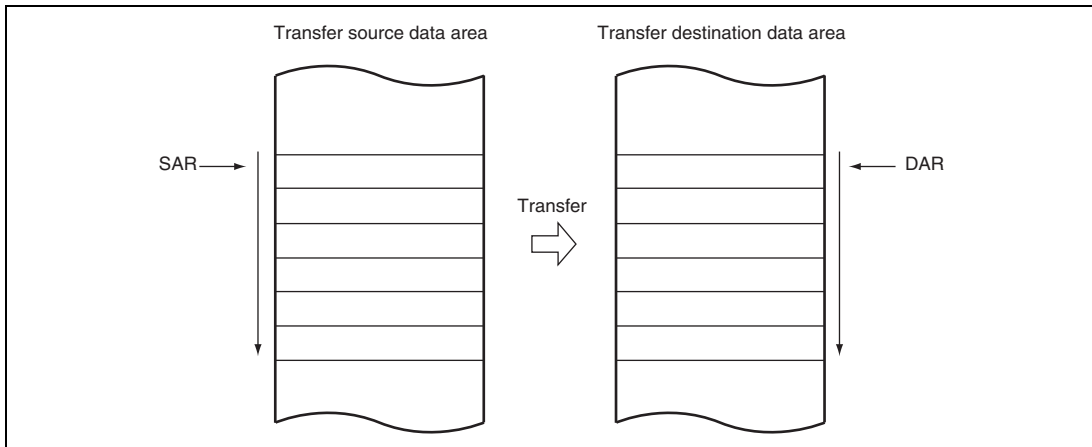 Transfer source data area
Transfer destination data area
SAR
DAR
Transfer